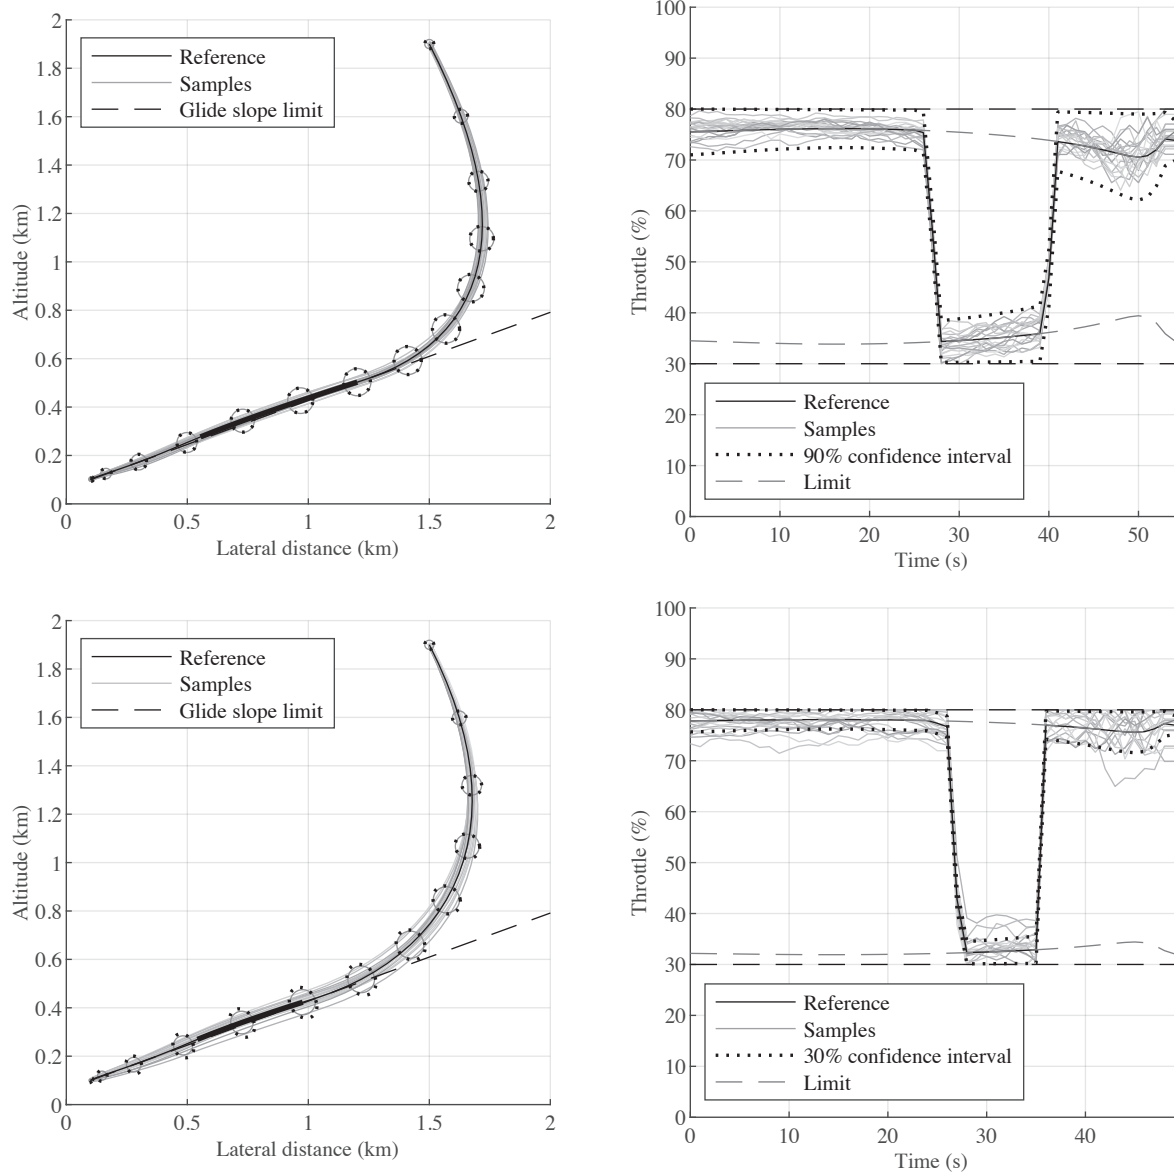 2
1.8
1.6
1.4
1.2
1
0.8
0.6
0.4
0.2
0
Altitude (km)
Reference
Samples
Glide slope limit
0 0.5 1 1.5 2
Lateral distance (km)
100
90
80
70
60
50
40
30
20
10
0
Throttle (%)
Reference
Samples
90% confidence interval
Limit
0 10 20 30 40 50
Time (s)
2
1.8
1.6
1.4
1.2
1
0.8
0.6
0.4
0.2
0
Altitude (km)
Reference
Samples
Glide slope limit
0 0.5 1 1.5 2
Lateral distance (km)
100
90
80
70
60
50
40
30
20
10
0
Throttle (%)
Reference
Samples
30% confidence interval
Limit
0 10 20 30 40
Time (s)